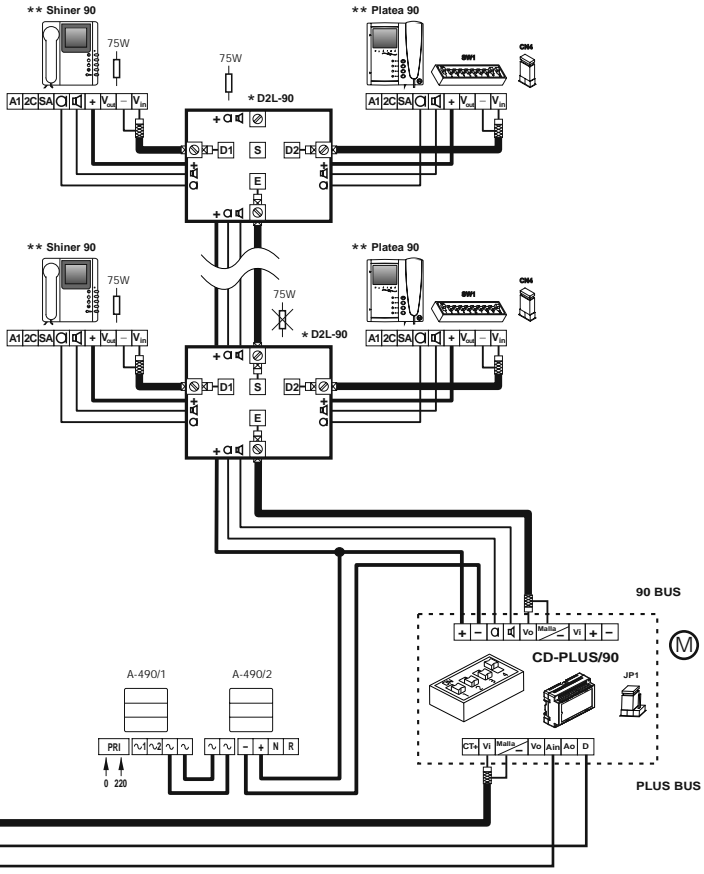 ** Shiner 90
** Platea 90
75W
75W
SW1
CN4
* D2L-90
A1 2C SA + Vout – Vin
+
A1 2C SA + Vout – Vin
D1 S D2
+ +
E
+
** Shiner 90
** Platea 90
75W
75W
SW1
CN4
* D2L-90
A1 2C SA + Vout – Vin
+
A1 2C SA + Vout – Vin
D1 S D2
+ +
E
+
90 BUS
+ – Vo Malla – Vi + –
M
CD-PLUS/90
JP1
A-490/1
A-490/2
PRI ~1 ~2 ~ ~
~ ~ – + N R
CT+ Vi Malla – Vo Ain Ao D
0 220
PLUS BUS